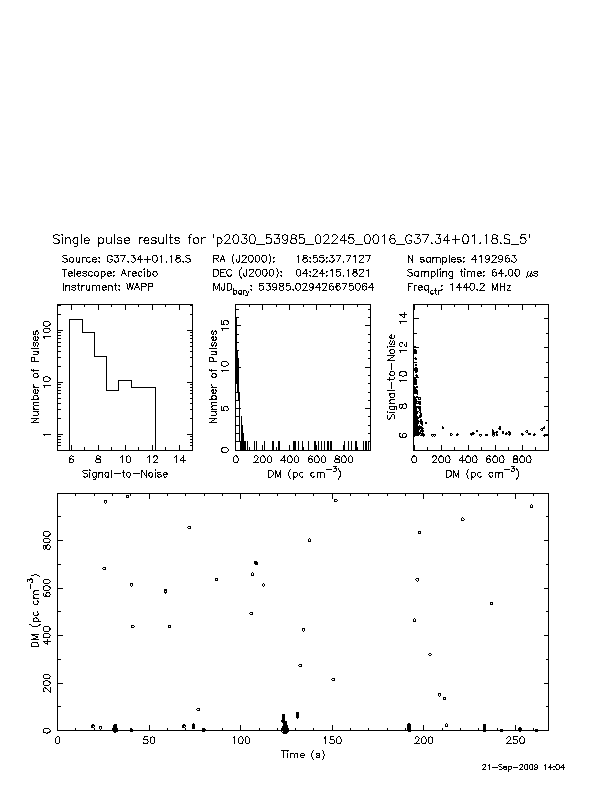 Single pulse results for 'p2030_53985_02245_0016_G37.34+01.18.S_5'
Source: G37.34+01.18.S RA (J2000): 18:55:37.7127 N samples: 4192963
Telescope: Arecibo DEC (J2000): 04:24:15.1821 Sampling time: 64.00 μs
Instrument: WAPP MJDbary: 53985.029426675064 Freqctr: 1440.2 MHz
Number of Pulses
1 10 100
6 8 10 12 14
Signal-to-Noise
Number of Pulses
0 5 10 15
0 200 400 600 800
DM (pc cm⁻³)
Signal-to-Noise
6 8 10 12 14
0 200 400 600 800
DM (pc cm⁻³)
DM (pc cm⁻³)
0 200 400 600 800
0 50 100 150 200 250
Time (s)
21-Sep-2009 14:04